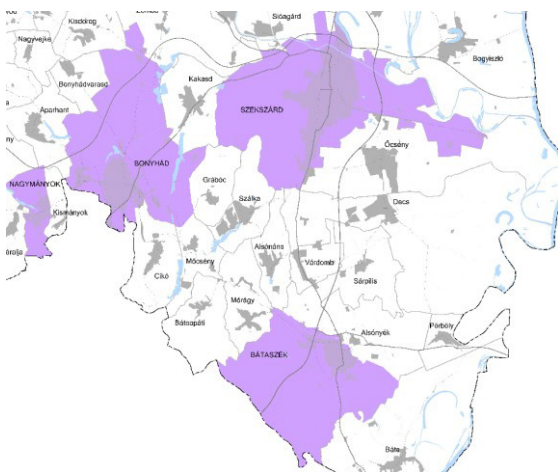 Kisdorog
Sióagárd
Nagyvejke
Bogyiszló
Bonyhádvarasd
Kakasd
Aparhant
SZEKSZÁRD
Őcsény
BONYHÁD
NAGYMÁNYOK
Grábóc
Kismányok
Szálka
Decs
Mőcsény
Alsónána
Várdomb
Cikó
Sárpilis
Bátaapáti
Mórágy
Alsónyék
Pörböly
BÁTASZÉK
Báta